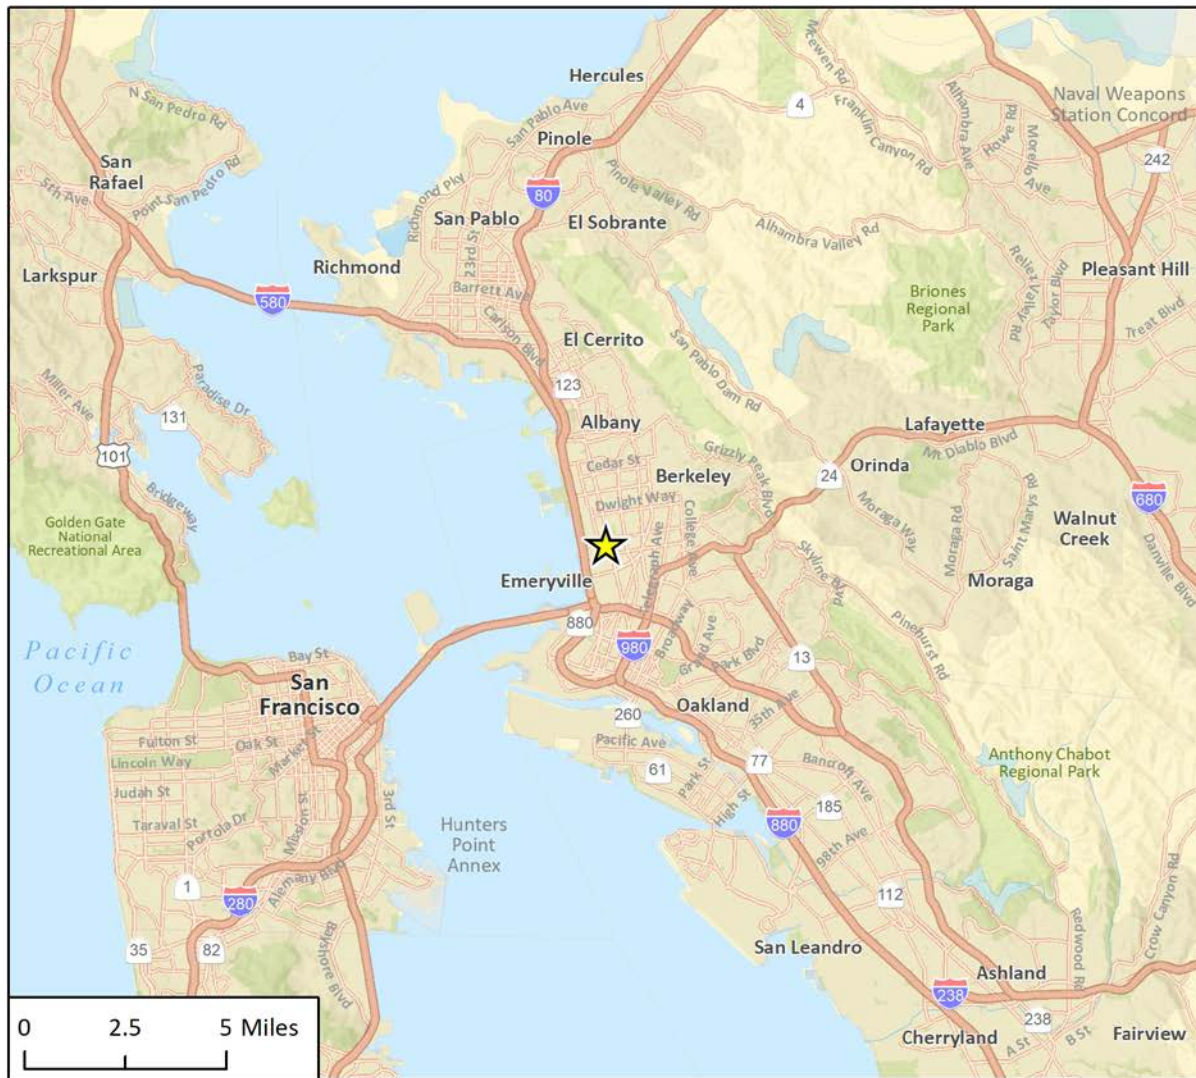 Hercules
Mcewen Rd
4
Franklin Canyon Rd
Alhambra Ave
Howe Rd
Morello Ave
Naval Weapons
Station Concord
242
N San Pedro Rd
San Pablo Ave
Pinole
San
Rafael
5th Ave
Point San Pedro Rd
Richmond Pky
80
Pinole Valley Rd
San Pablo
23rd St
El Sobrante
Alhambra Valley Rd
Reliez Valley Rd
Taylor Blvd
Pleasant Hill
Treat Blvd
Larkspur
Richmond
580
Barrett Ave
Carlson Blvd
Briones
Regional
Park
El Cerrito
San Pablo Dam Rd
123
Miller Ave
131
Paradise Dr
Albany
Lafayette
Mt Diablo Blvd
101
Cedar St
Grizzly Peak Blvd
Berkeley
24
Orinda
Bridgeway
Dwight Way
College Ave
Moraga Way
Moraga Rd
Saint Marys Rd
680
Walnut
Creek
Danville Blvd
Golden Gate
National
Recreational Area
Telegraph Ave
Skyline Blvd
Emeryville
Moraga
Pinehurst Rd
880
980
Broadway
Grand Ave
Park Blvd
13
Pacific
Ocean
Bay St
San
Francisco
Oakland
35th Ave
260
Pacific Ave
61
Park St
77
High St
Bancroft Ave
185
98th Ave
880
Anthony Chabot
Regional Park
Fulton St
Oak St
Market St
Lincoln Way
Judah St
Taraval St
Portola Dr
Mission St
3rd St
Hunters
Point
Annex
1
280
Alemany Blvd
35
82
Bayshore Blvd
112
Redwood Rd
Crow Canyon Rd
San Leandro
Ashland
238
238
Cherryland
A St
B St
Fairview
0 2.5 5 Miles